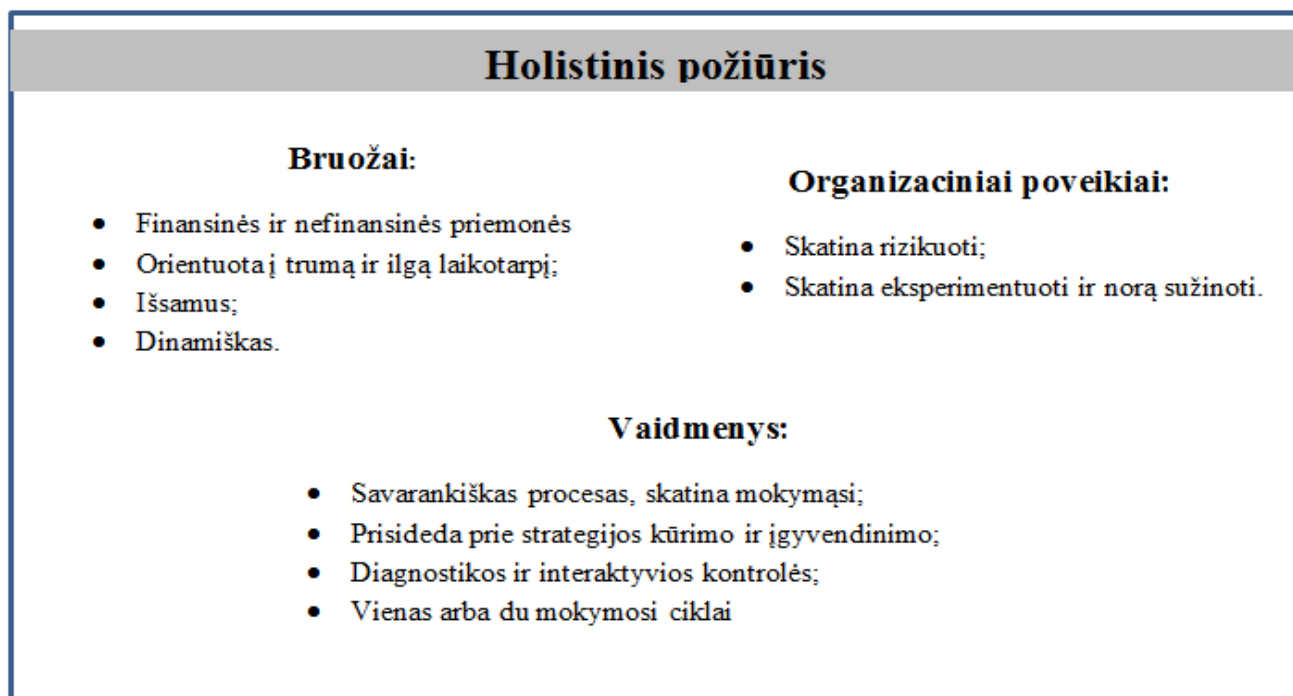 Holistinis požiūris
Bruožai:
• Finansinės ir nefinansinės priemonės
• Orientuota į trumą ir ilgą laikotarpį;
• Išsamus;
• Dinamiškas.
Organizaciniai poveikiai:
• Skatina rizikuoti;
• Skatina eksperimentuoti ir norą sužinoti.
Vaidmenys:
• Savarankiškas procesas, skatina mokymąsi;
• Prisideda prie strategijos kūrimo ir įgyvendinimo;
• Diagnostikos ir interaktyvios kontrolės;
• Vienas arba du mokymosi ciklai